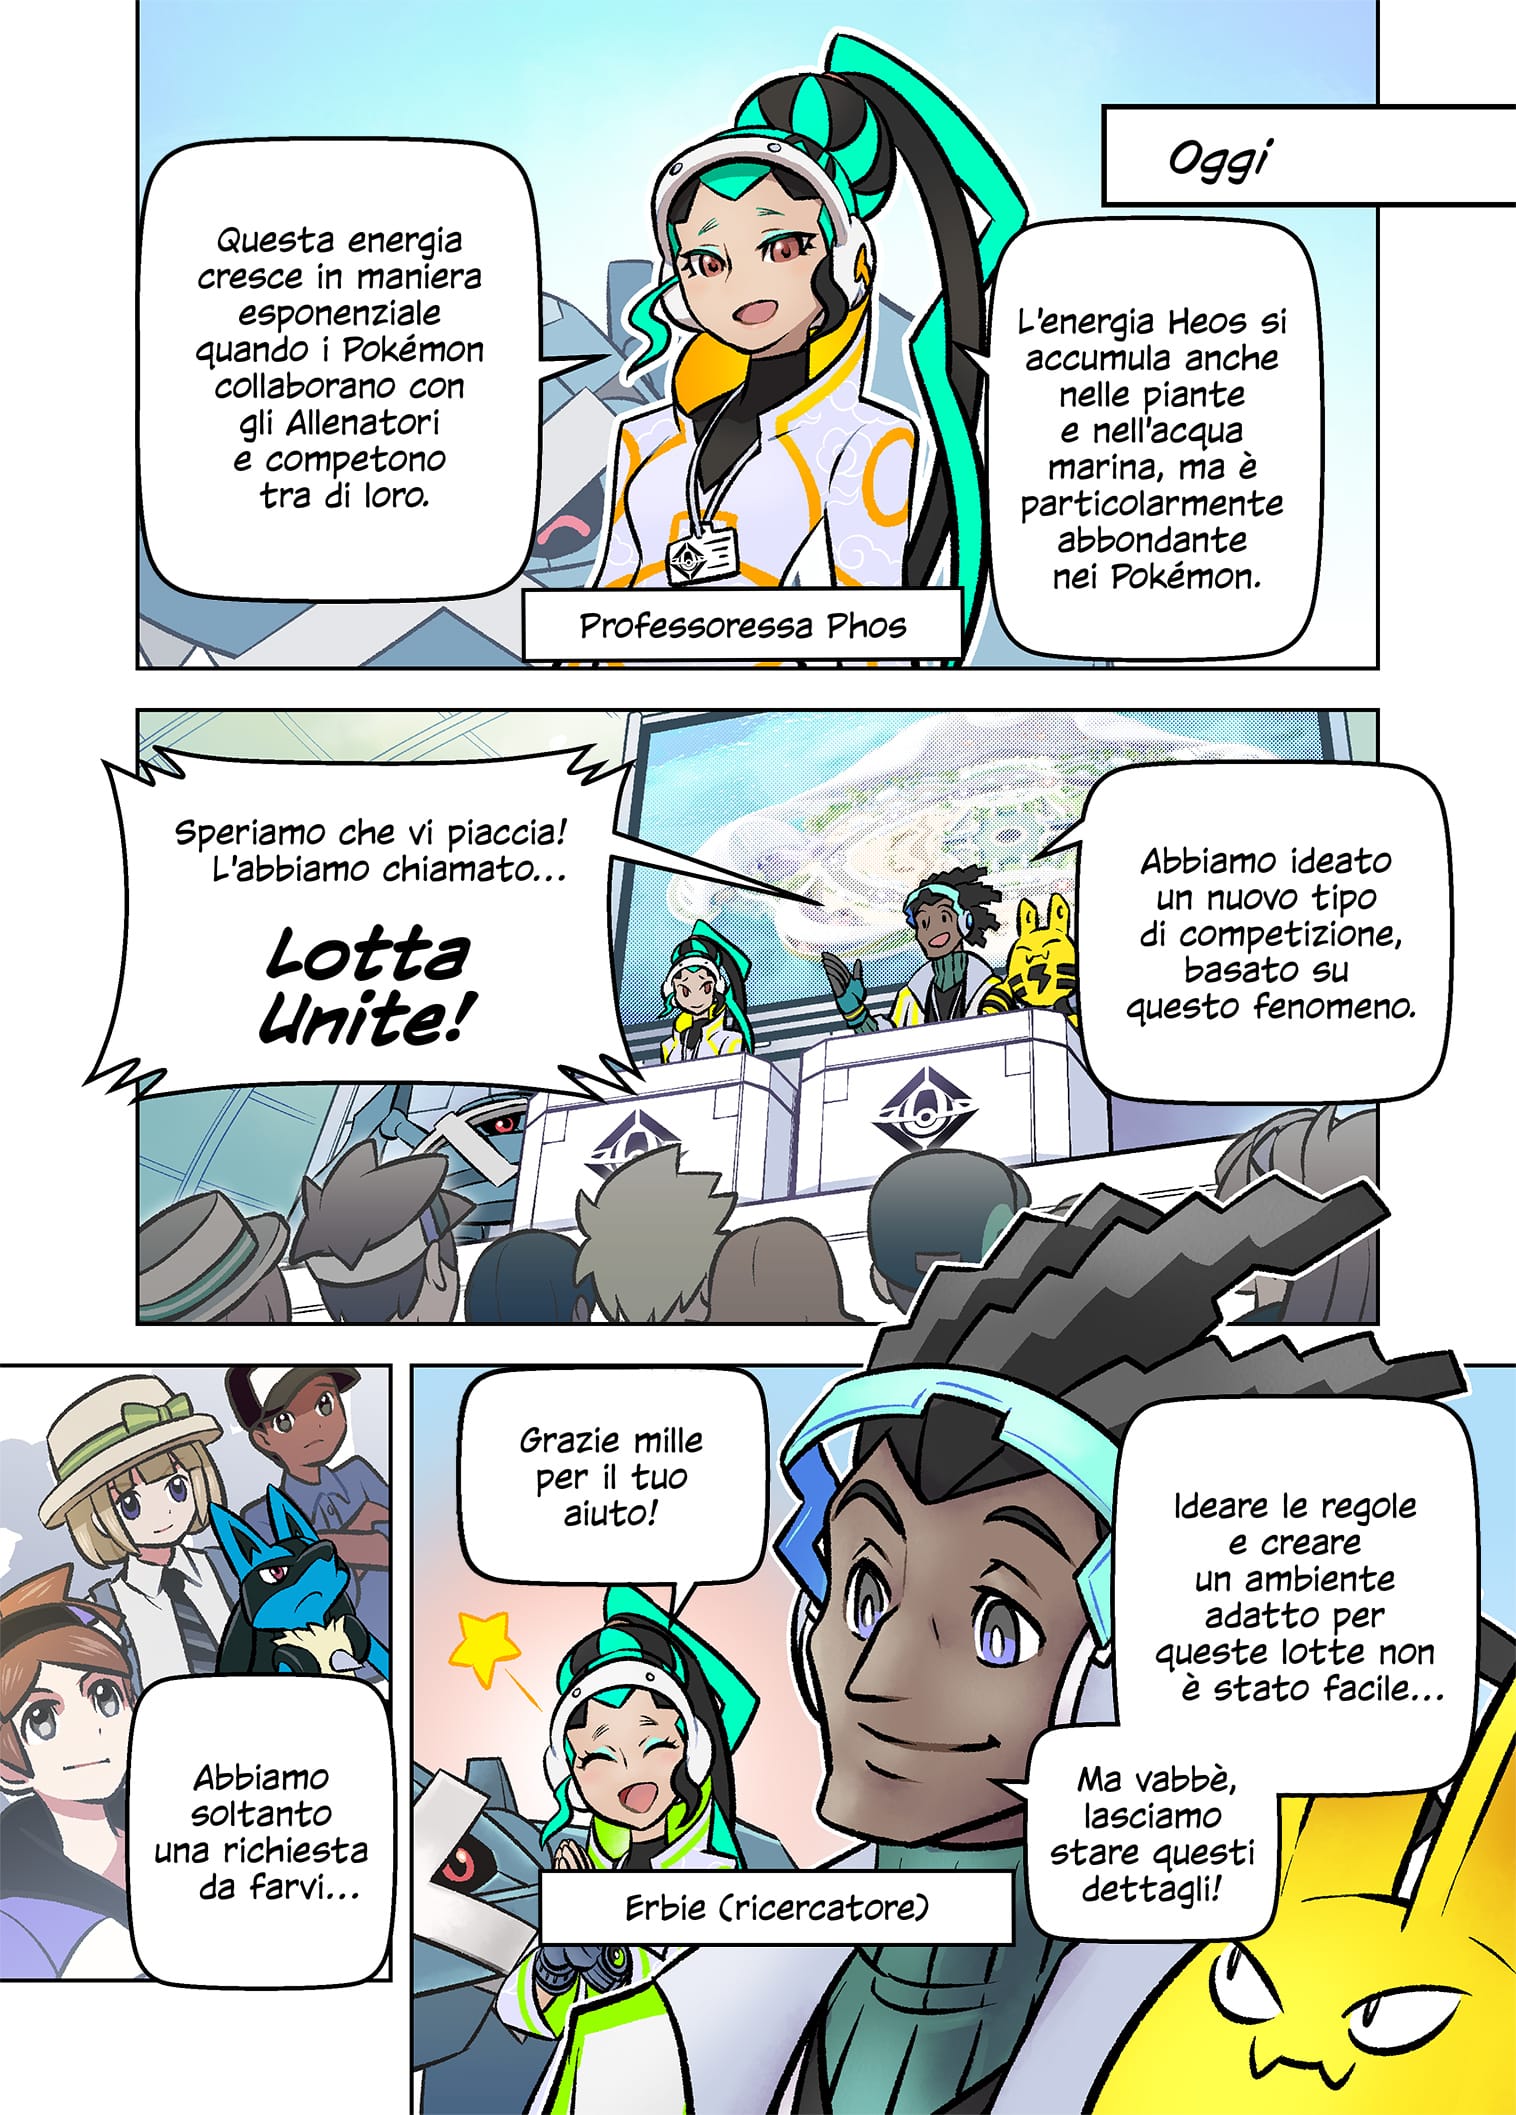 Oggi
L'energia Heos si
accumula anche
nelle piante
e nell'acqua
marina, ma è
particolarmente
abbondante
nei Pokémon.
Questa energia
cresce in maniera
esponenziale
quando i Pokémon
collaborano con
gli Allenatori
e competono
tra di loro.
Professoressa Phos
Abbiamo ideato
un nuovo tipo
di competizione,
basato su
questo fenomeno.
Speriamo che vi piaccia!
L'abbiamo chiamato...
Lotta
Unite!
Ideare le regole
e creare
un ambiente
adatto per
queste lotte non
è stato facile...
Ma vabbè,
lasciamo
stare questi
dettagli!
Grazie mille
per il tuo
aiuto!
Erbie (ricercatore)
Abbiamo
soltanto
una richiesta
da farvi...